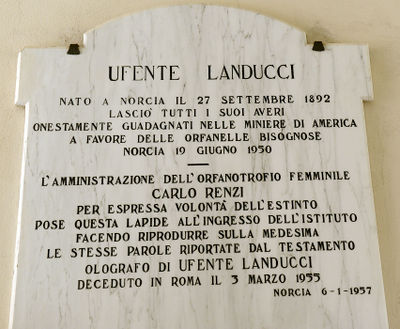 UFENTE LANDUCCI
NATO A NORCIA IL 27 SETTEMBRE 1892
LASCIÒ TUTTI I SUOI AVERI
ONESTAMENTE GUADAGNATI NELLE MINIERE DI AMERICA
A FAVORE DELLE ORFANELLE BISOGNOSE
NORCIA 19 GIUGNO 1950
L'AMMINISTRAZIONE DELL'ORFANOTROFIO FEMMINILE
CARLO RENZI
PER ESPRESSA VOLONTÀ DELL'ESTINTO
POSE QUESTA LAPIDE ALL'INGRESSO DELL'ISTITUTO
FACENDO RIPRODURRE SULLA MEDESIMA
LE STESSE PAROLE RIPORTATE DAL TESTAMENTO
OLOGRAFO DI UFENTE LANDUCCI
DECEDUTO IN ROMA IL 3 MARZO 1955
NORCIA 6-1-1957